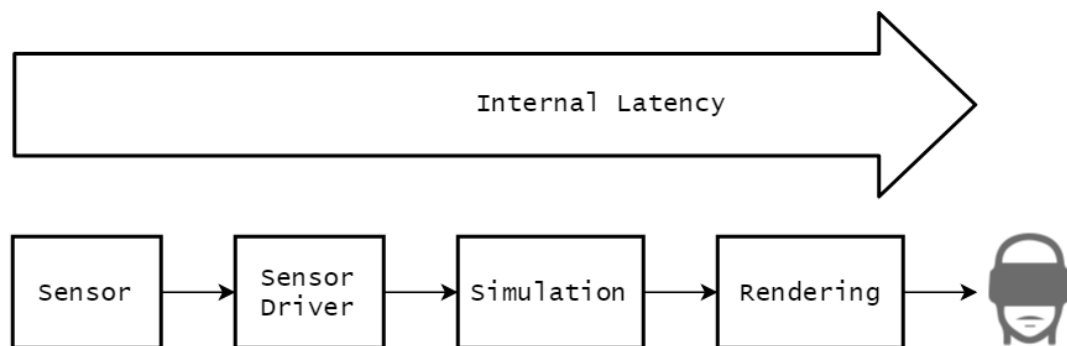 Internal Latency
Sensor
Sensor
Driver
Simulation
Rendering